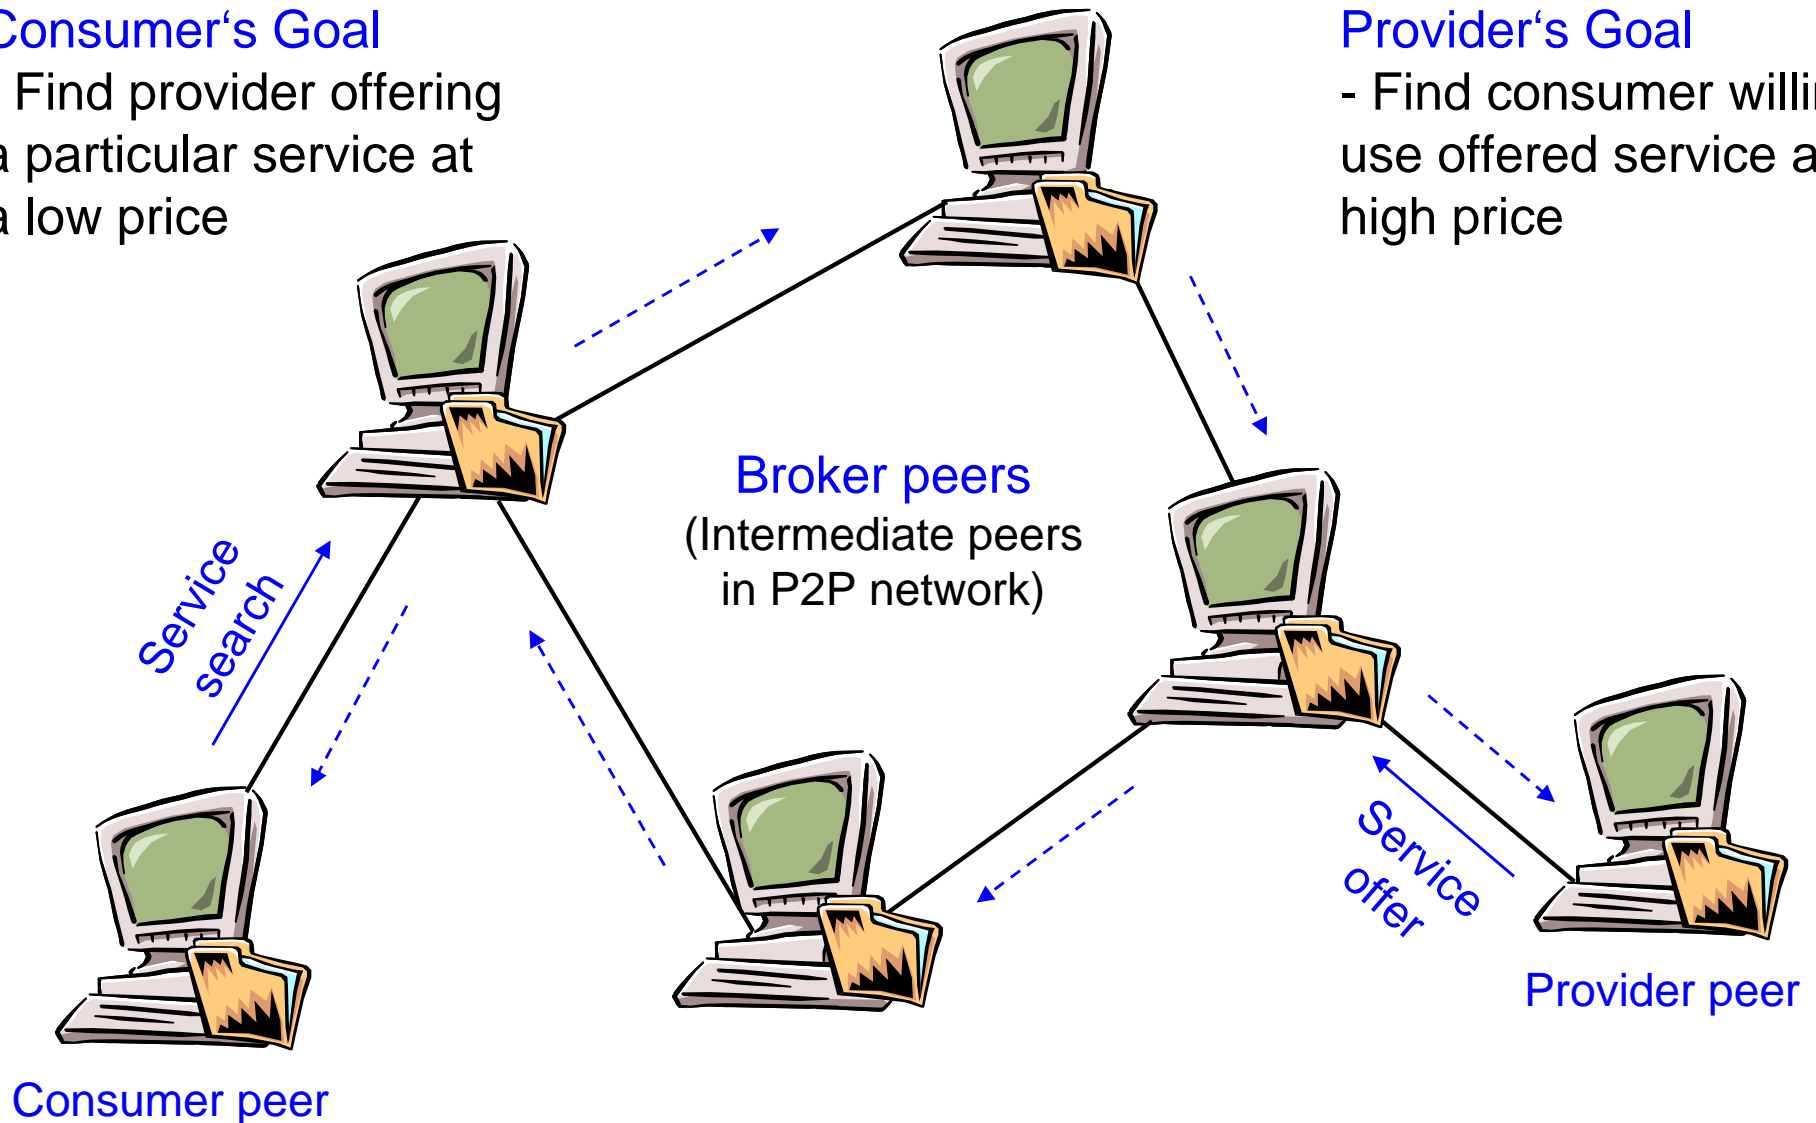 Consumer‘s Goal
Find provider offering
a particular service at
a low price
Provider‘s Goal
- Find consumer
use offered service
high price
Broker peers
(Intermediate peers
in P2P network)
Service
search
Service
offer
Provider peer
Consumer peer